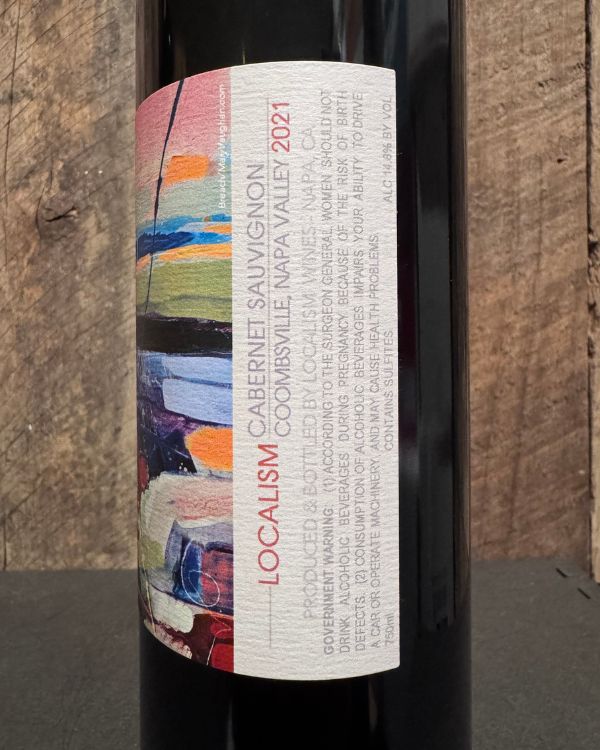 LOCALISM CABERNET SAUVIGNON
COOMBSVILLE, NAPA VALLEY 2021
PRODUCED & BOTTLED BY LOCALISM WINES - NAPA, CA
GOVERNMENT WARNING: (1) ACCORDING TO THE SURGEON GENERAL, WOMEN SHOULD NOT
DRINK ALCOHOLIC BEVERAGES DURING PREGNANCY BECAUSE OF THE RISK OF BIRTH
DEFECTS. (2) CONSUMPTION OF ALCOHOLIC BEVERAGES IMPAIRS YOUR ABILITY TO DRIVE
A CAR OR OPERATE MACHINERY, AND MAY CAUSE HEALTH PROBLEMS.
750ml CONTAINS SULFITES ALC. 14.8% BY VOL